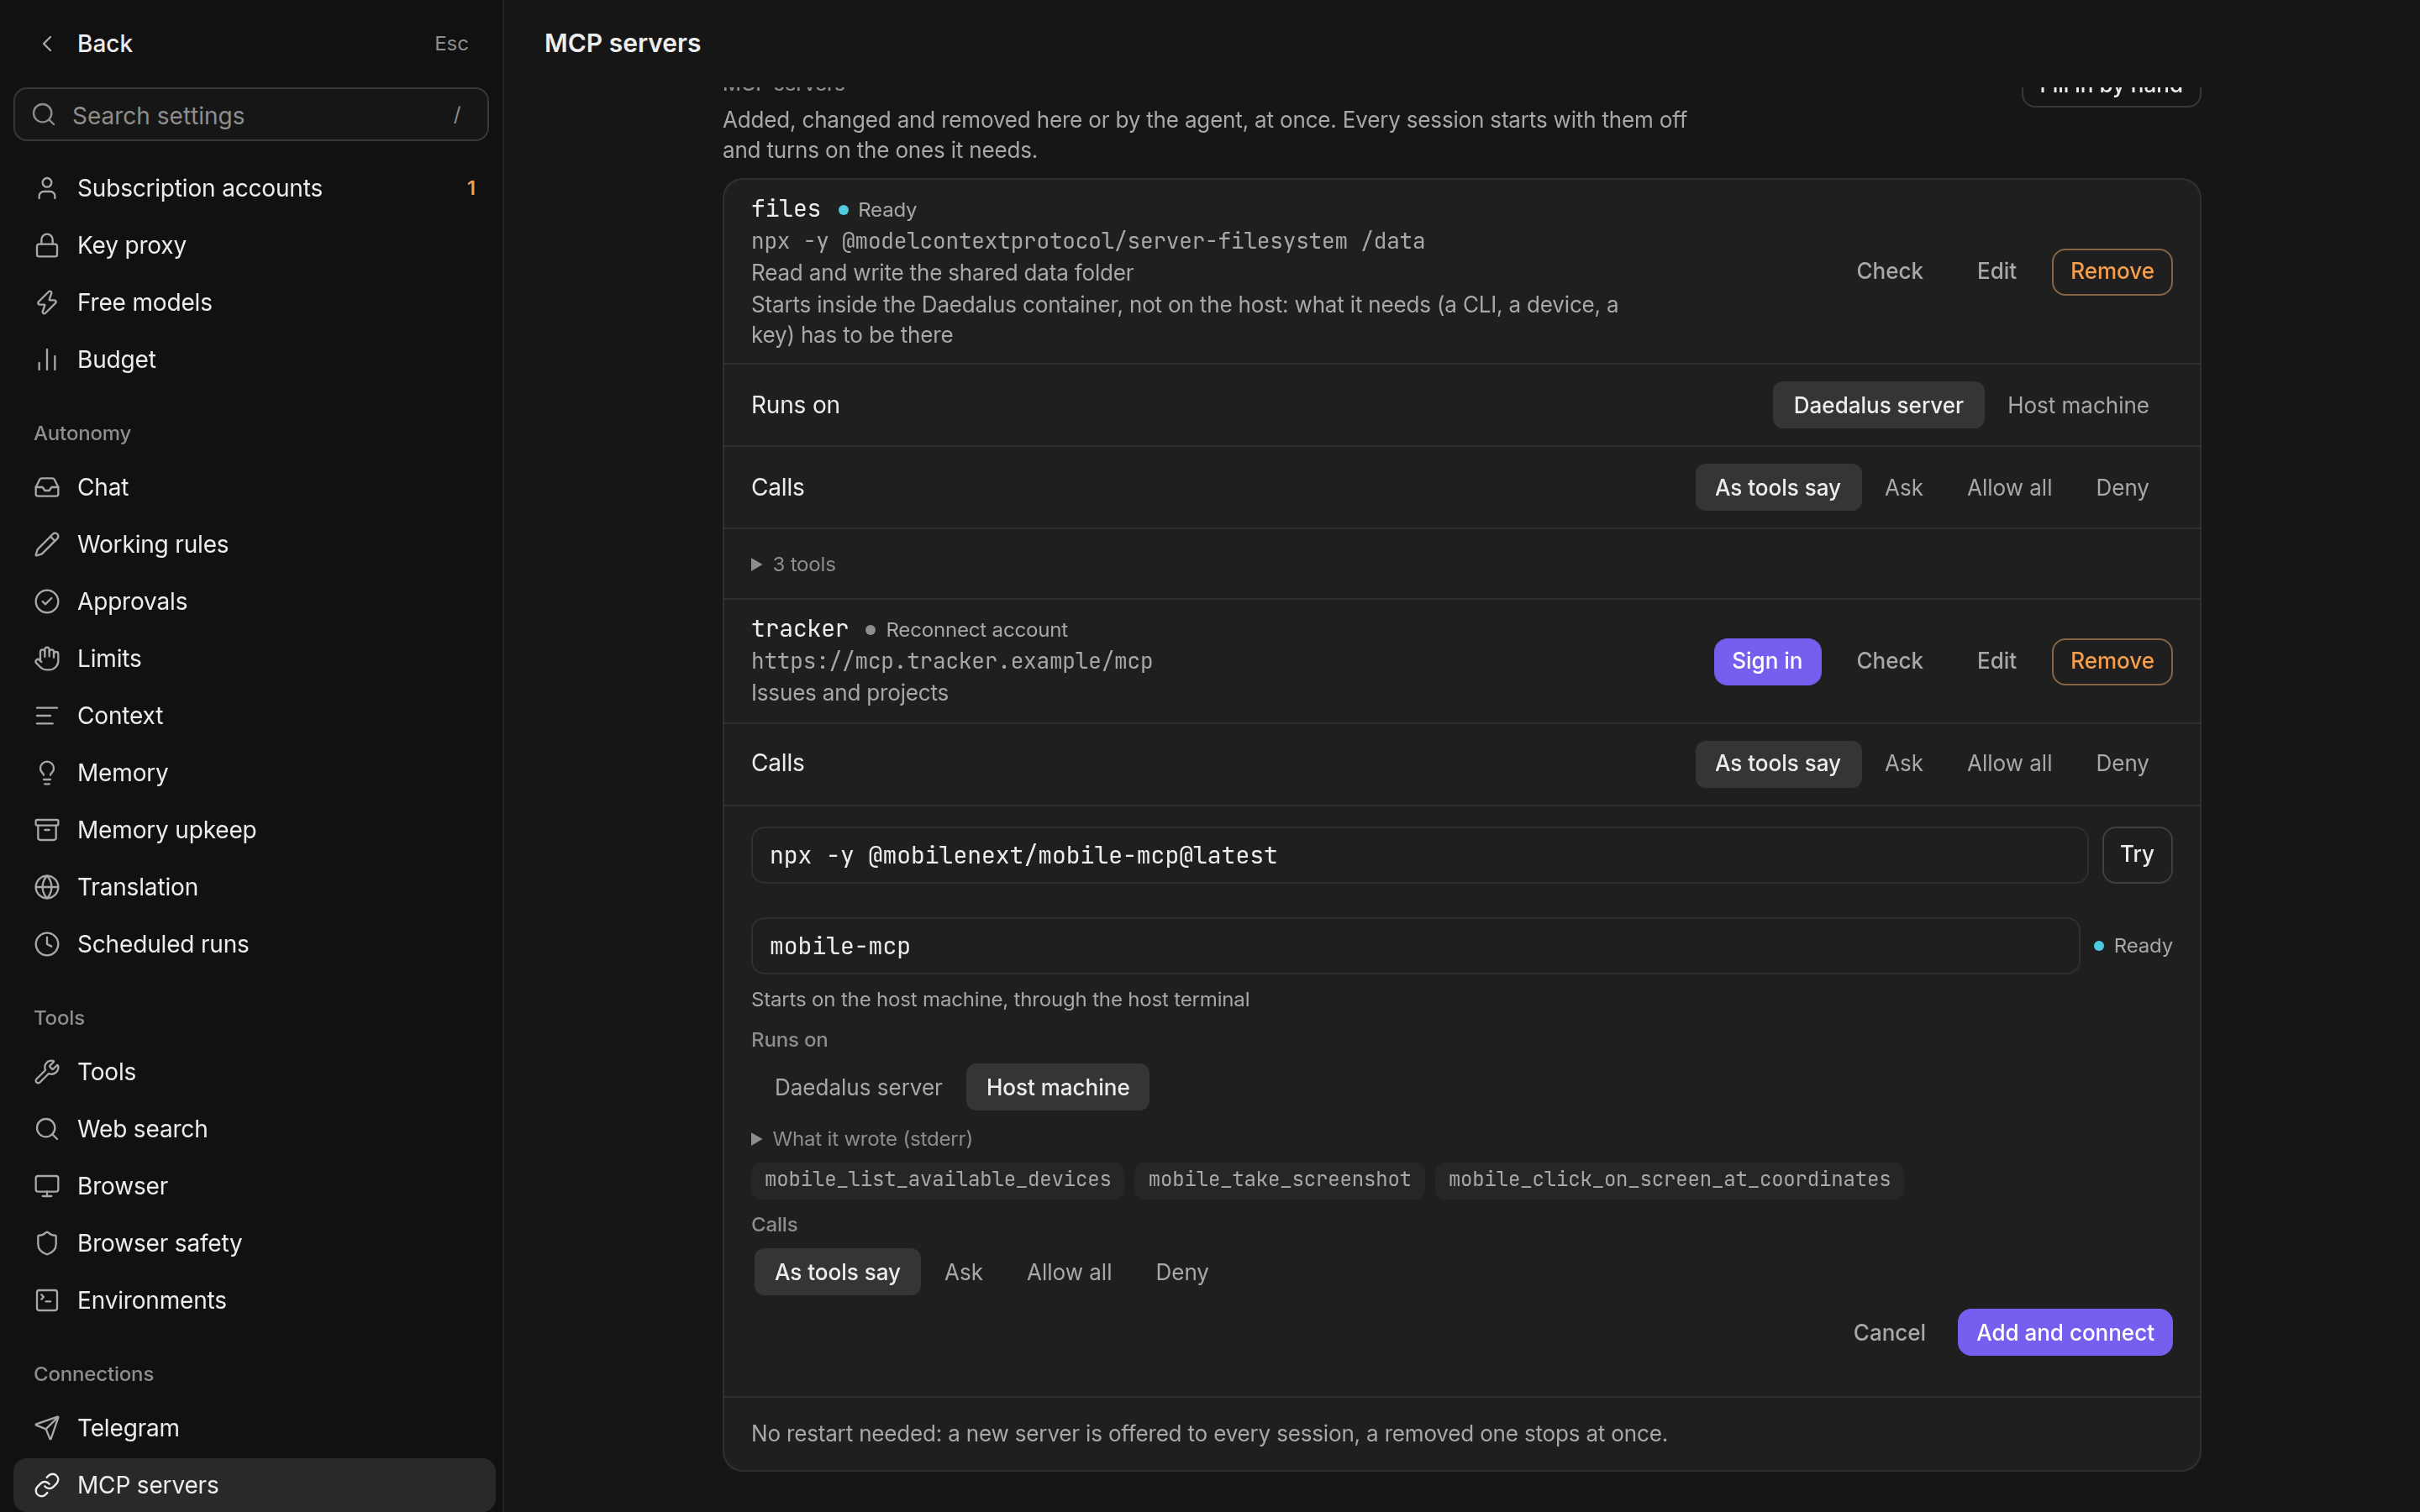 Back
Esc
Search settings
/
Subscription accounts
1
Key proxy
Free models
Budget
Autonomy
Chat
Working rules
Approvals
Limits
Context
Memory
Memory upkeep
Translation
Scheduled runs
Tools
Tools
Web search
Browser
Browser safety
Environments
Connections
Telegram
MCP servers
MCP servers
MCP servers
Fill in by hand
Added, changed and removed here or by the agent, at once. Every session starts with them off
and turns on the ones it needs.
files Ready
npx -y @modelcontextprotocol/server-filesystem /data
Read and write the shared data folder
Starts inside the Daedalus container, not on the host: what it needs (a CLI, a device, a
key) has to be there
Check Edit Remove
Runs on
Daedalus server Host machine
Calls
As tools say Ask Allow all Deny
3 tools
tracker Reconnect account
https://mcp.tracker.example/mcp
Issues and projects
Sign in Check Edit Remove
Calls
As tools say Ask Allow all Deny
npx -y @mobilenext/mobile-mcp@latest
Try
mobile-mcp
Ready
Starts on the host machine, through the host terminal
Runs on
Daedalus server Host machine
What it wrote (stderr)
mobile_list_available_devices mobile_take_screenshot mobile_click_on_screen_at_coordinates
Calls
As tools say Ask Allow all Deny
Cancel Add and connect
No restart needed: a new server is offered to every session, a removed one stops at once.